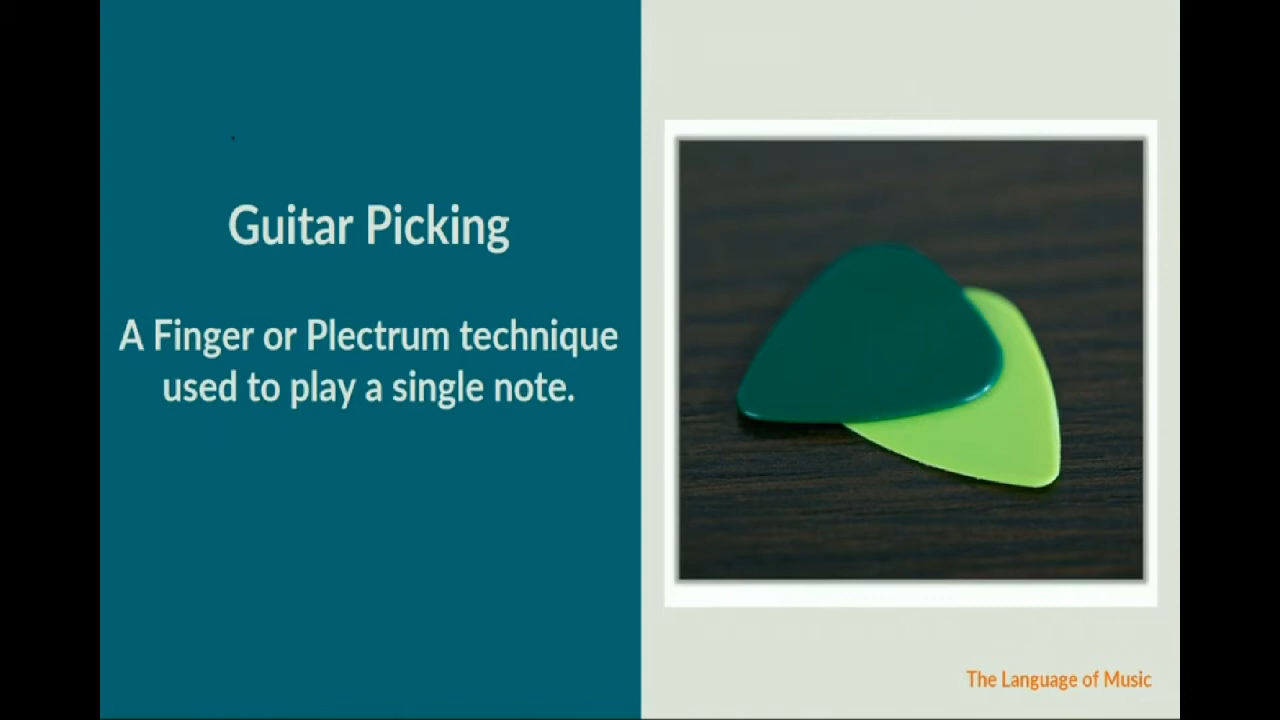 Guitar Picking
A Finger or Plectrum technique
used to play a single note.
The Language of Music